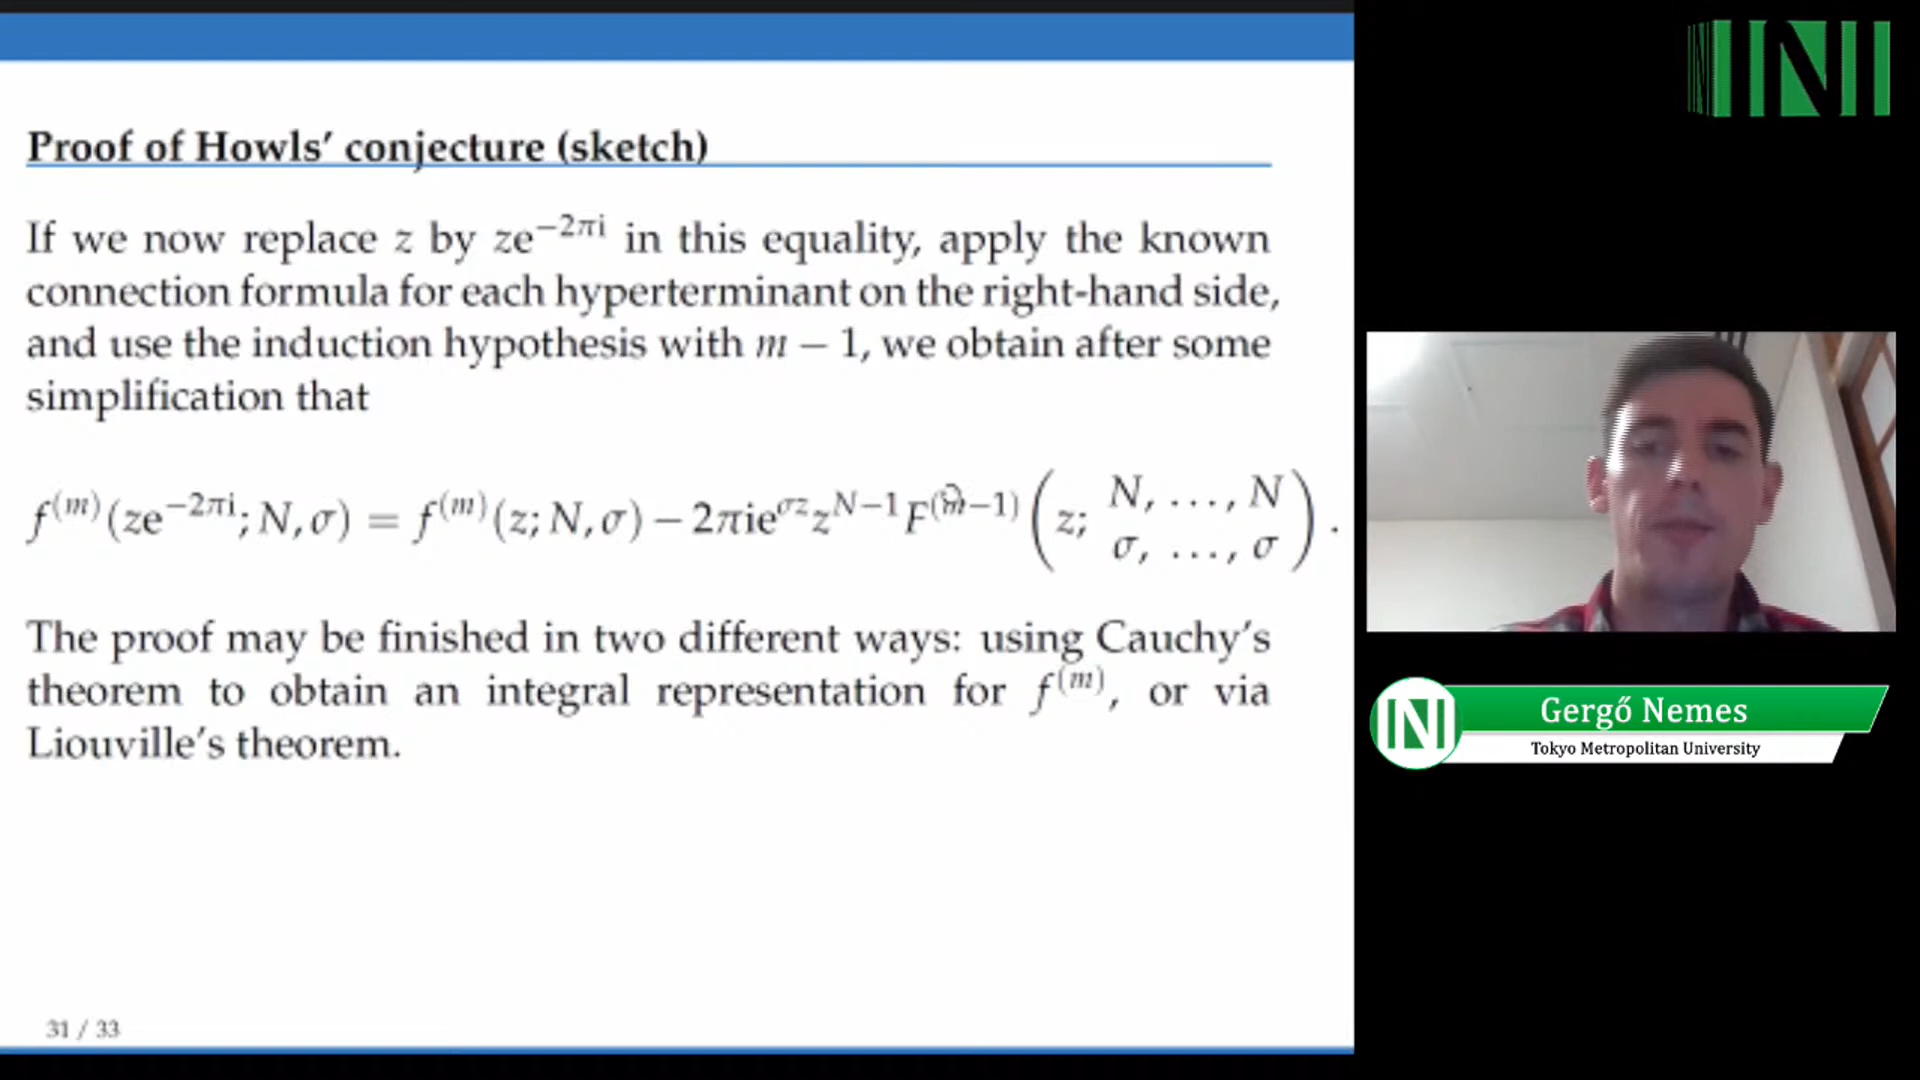 Proof of Howls' conjecture (sketch)
If we now replace z by ze^{−2πi} in this equality, apply the known
connection formula for each hyperterminant on the right-hand side,
and use the induction hypothesis with m − 1, we obtain after some
simplification that
f^{(m)}(ze^{−2πi}; N, σ) = f^{(m)}(z; N, σ) − 2πie^{σz}z^{N−1}F^{(m−1)}(z; N, …, N
σ, …, σ).
The proof may be finished in two different ways: using Cauchy's
theorem to obtain an integral representation for f^{(m)}, or via
Liouville's theorem.
31 / 33
INI
INI
Gergő Nemes
Tokyo Metropolitan University